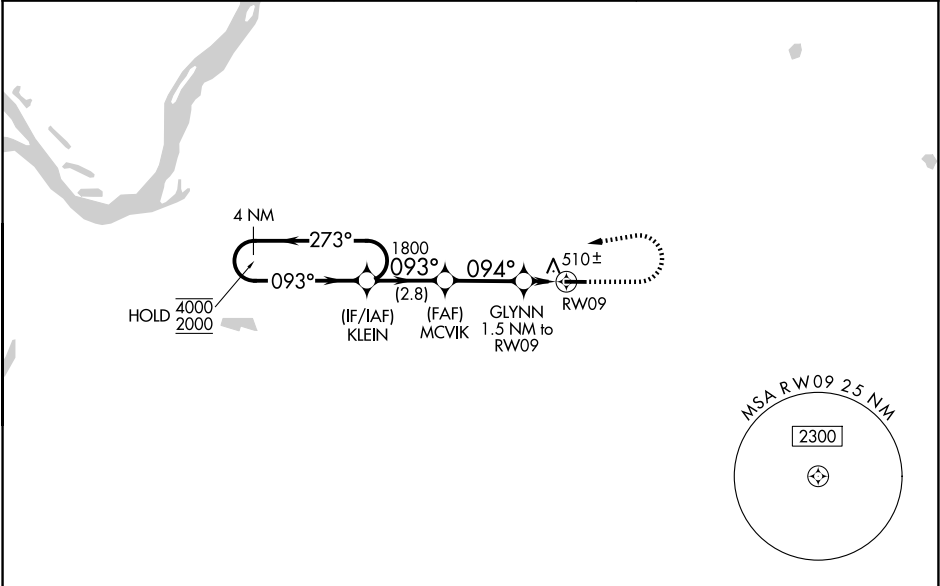 4 NM
273°
1800
093°
093°
(2.8)
094°
510±
HOLD 4000
2000
(IF/IAF)
KLEIN
(FAF)
MCVIK
GLYNN
1.5 NM to
RW09
RW09
MSA RW09 25 NM
2300